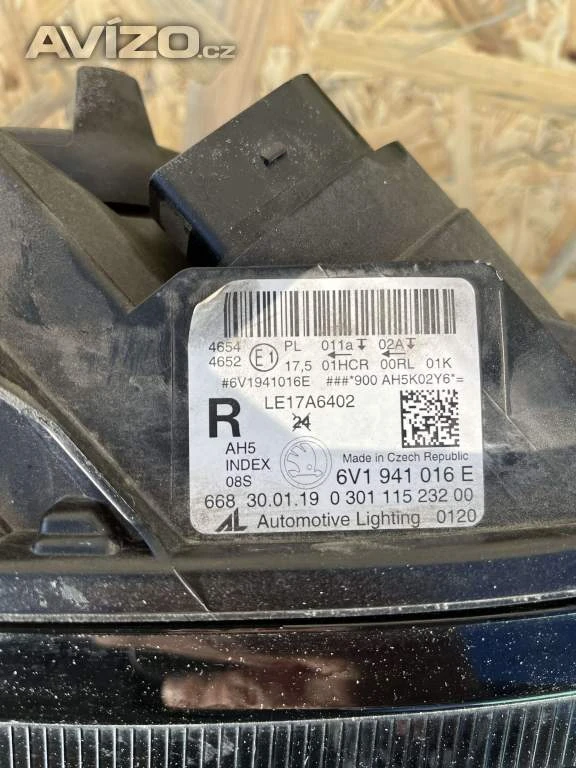 AVÍZO.cz
4654 E1 PL 011a 02A
4652 17,5 01HCR 00RL 01K
#6V1941016E ###*900 AH5K02Y6*=
R LE17A6402
24
AH5
INDEX Made in Czech Republic
08S 6V1 941 016 E
668 30.01.19 0 301 115 232 00
AL Automotive Lighting 0120